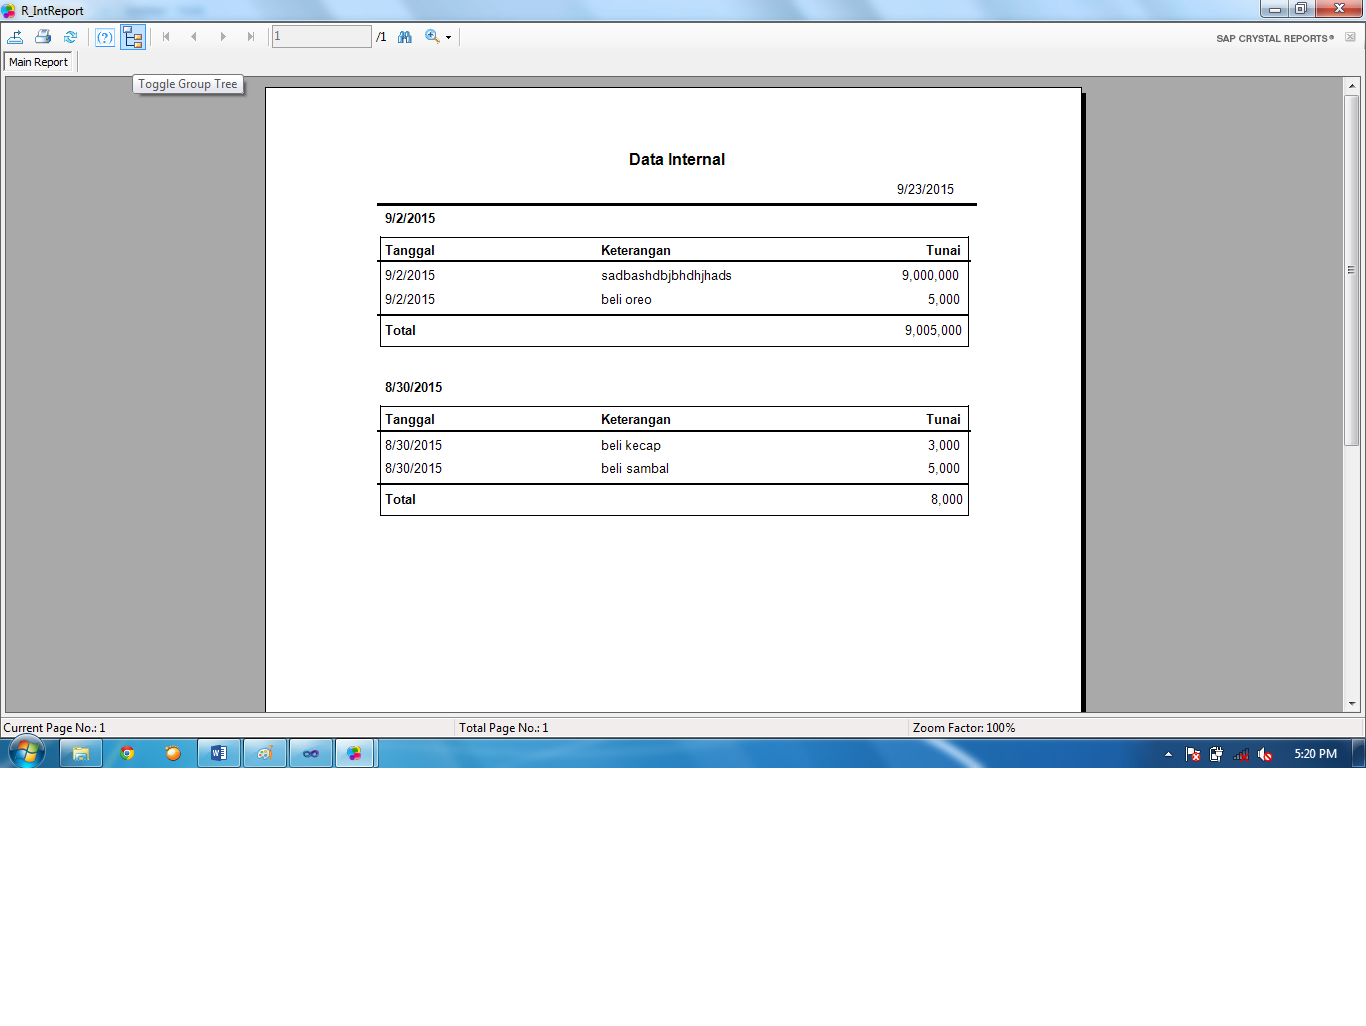 R_IntReport
1 /1
SAP CRYSTAL REPORTS®
Main Report
Toggle Group Tree
Data Internal
9/23/2015
9/2/2015
Tanggal Keterangan Tunai
9/2/2015 sadbashdbjbhdhjhads 9,000,000
9/2/2015 beli oreo 5,000
Total 9,005,000
8/30/2015
Tanggal Keterangan Tunai
8/30/2015 beli kecap 3,000
8/30/2015 beli sambal 5,000
Total 8,000
Current Page No.: 1 Total Page No.: 1 Zoom Factor: 100%
5:20 PM